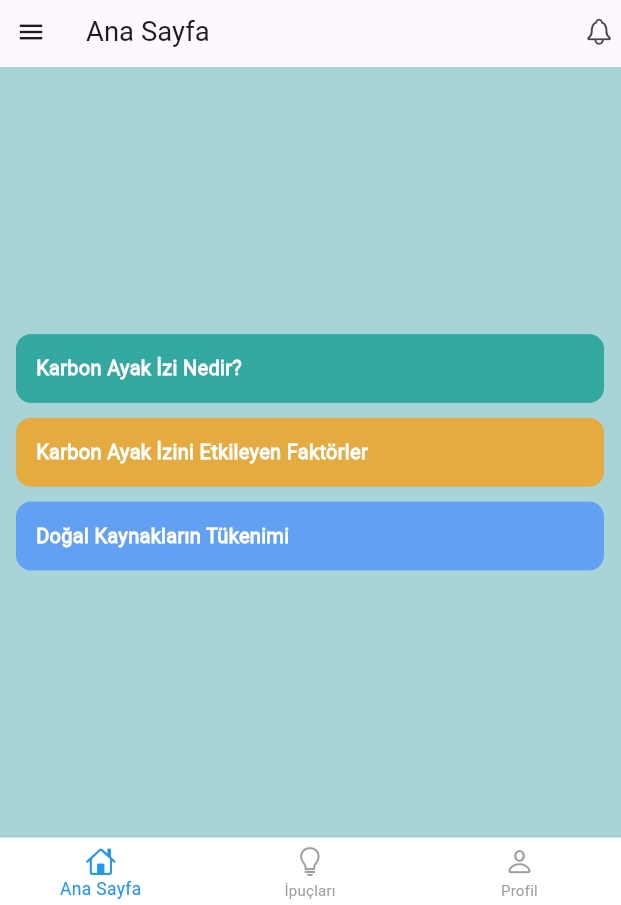 Ana Sayfa
Karbon Ayak İzi Nedir?
Karbon Ayak İzini Etkileyen Faktörler
Doğal Kaynakların Tükenimi
Ana Sayfa
İpuçları
Profil